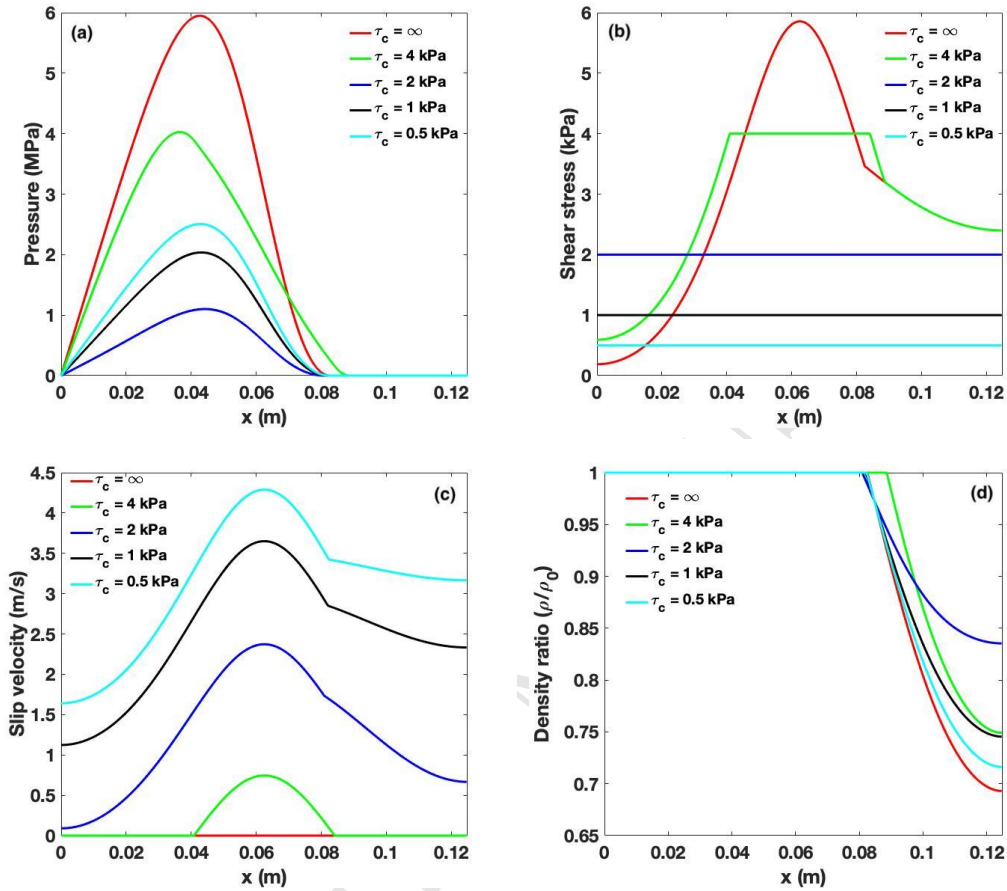 (a)
τc = ∞
τc = 4 kPa
τc = 2 kPa
τc = 1 kPa
τc = 0.5 kPa
Pressure (MPa)
6
5
4
3
2
1
0
0 0.02 0.04 0.06 0.08 0.1 0.12
x (m)
(b)
τc = ∞
τc = 4 kPa
τc = 2 kPa
τc = 1 kPa
τc = 0.5 kPa
Shear stress (kPa)
6
5
4
3
2
1
0
0 0.02 0.04 0.06 0.08 0.1 0.12
x (m)
(c)
τc = ∞
τc = 4 kPa
τc = 2 kPa
τc = 1 kPa
τc = 0.5 kPa
Slip velocity (m/s)
4.5
4
3.5
3
2.5
2
1.5
1
0.5
0
0 0.02 0.04 0.06 0.08 0.1 0.12
x (m)
(d)
τc = ∞
τc = 4 kPa
τc = 2 kPa
τc = 1 kPa
τc = 0.5 kPa
Density ratio (ρ/ρ0)
1
0.95
0.9
0.85
0.8
0.75
0.7
0.65
0 0.02 0.04 0.06 0.08 0.1 0.12
x (m)